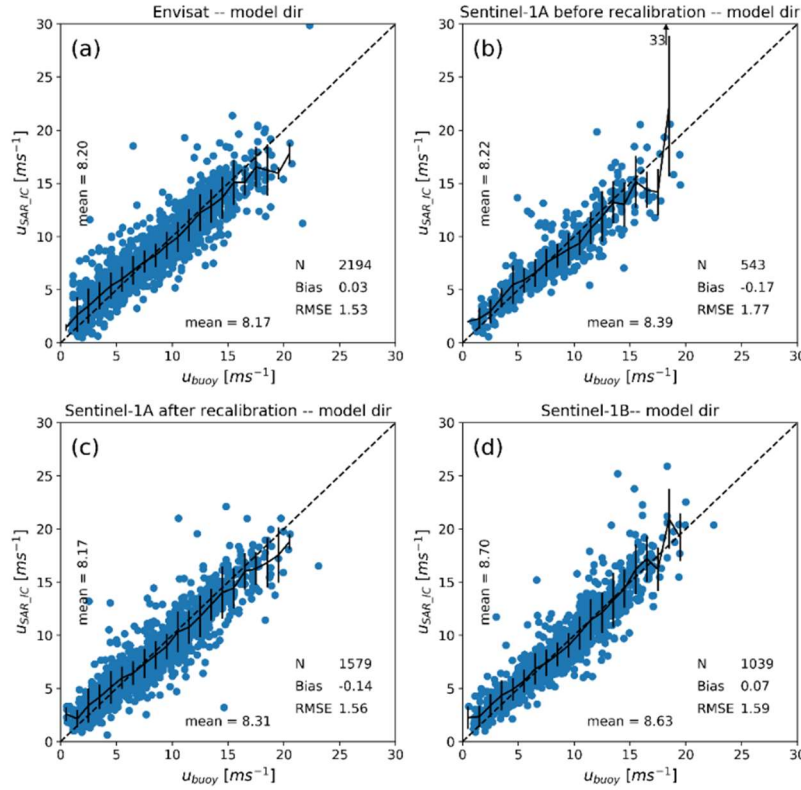 Envisat -- model dir
(a)
30
25
20
15
10
5
0
u_SAR_IC [ms⁻¹]
mean = 8.20
N 2194
Bias 0.03
RMSE 1.53
mean = 8.17
0 5 10 15 20 25 30
u_buoy [ms⁻¹]
Sentinel-1A before recalibration -- model dir
(b)
33
30
25
20
15
10
5
0
u_SAR_IC [ms⁻¹]
mean = 8.22
N 543
Bias -0.17
RMSE 1.77
mean = 8.39
0 5 10 15 20 25 30
u_buoy [ms⁻¹]
Sentinel-1A after recalibration -- model dir
(c)
30
25
20
15
10
5
0
u_SAR_IC [ms⁻¹]
mean = 8.17
N 1579
Bias -0.14
RMSE 1.56
mean = 8.31
0 5 10 15 20 25 30
u_buoy [ms⁻¹]
Sentinel-1B-- model dir
(d)
30
25
20
15
10
5
0
u_SAR_IC [ms⁻¹]
mean = 8.70
N 1039
Bias 0.07
RMSE 1.59
mean = 8.63
0 5 10 15 20 25 30
u_buoy [ms⁻¹]